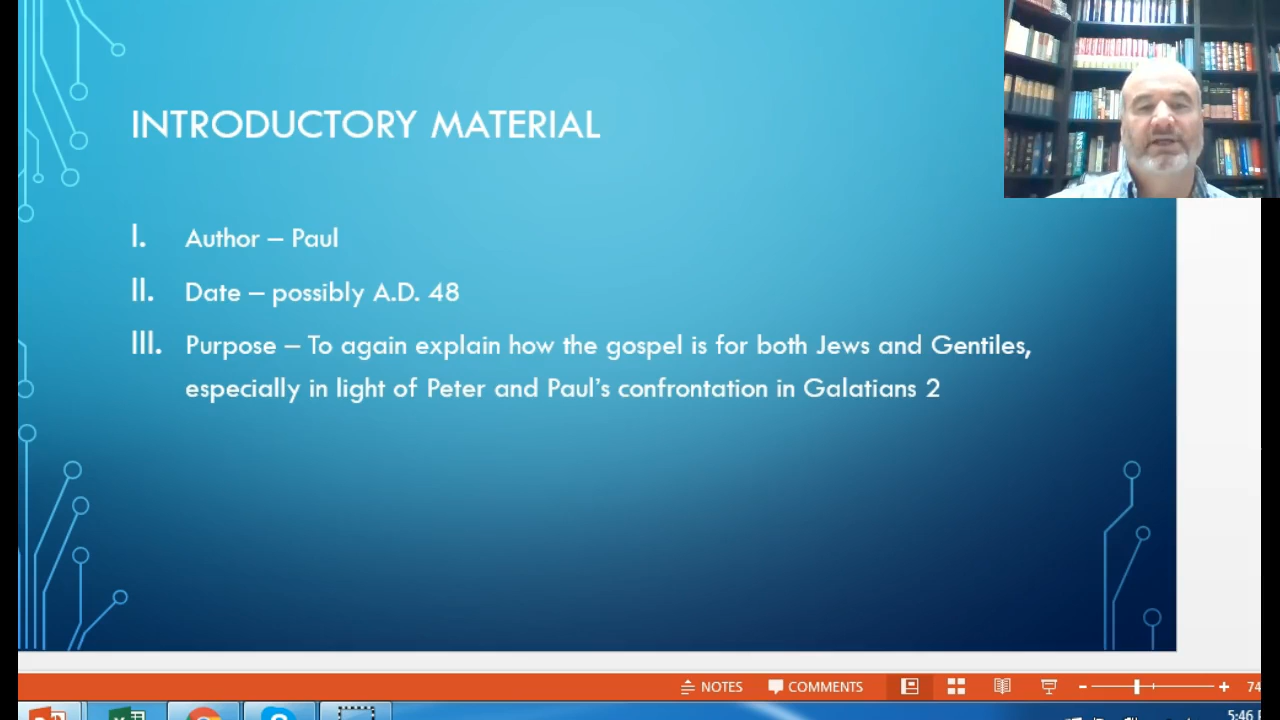 INTRODUCTORY MATERIAL
I. Author – Paul
II. Date – possibly A.D. 48
III. Purpose – To again explain how the gospel is for both Jews and Gentiles,
especially in light of Peter and Paul's confrontation in Galatians 2
NOTES COMMENTS 74
5:46